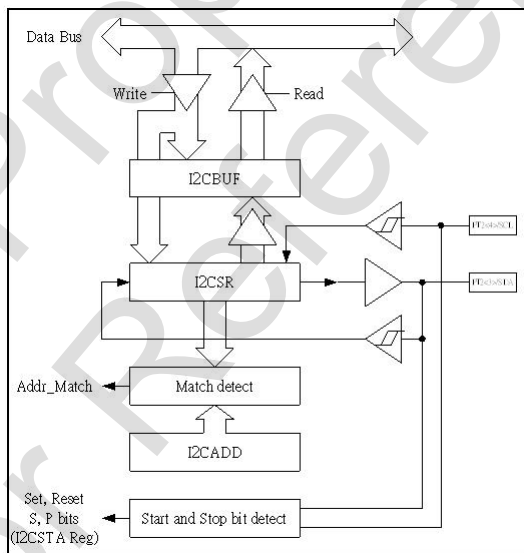 Data Bus
Write
Read
I2CBUF
I2CSR
Addr_Match
Match detect
I2CADD
Set, Reset
S, P bits
(I2CSTA Reg)
Start and Stop bit detect